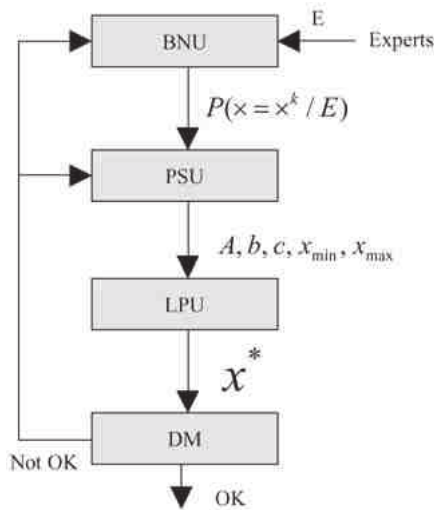 BNU
E
Experts
P(× = ×^k / E)
PSU
A, b, c, x_min, x_max
LPU
x*
DM
Not OK
OK